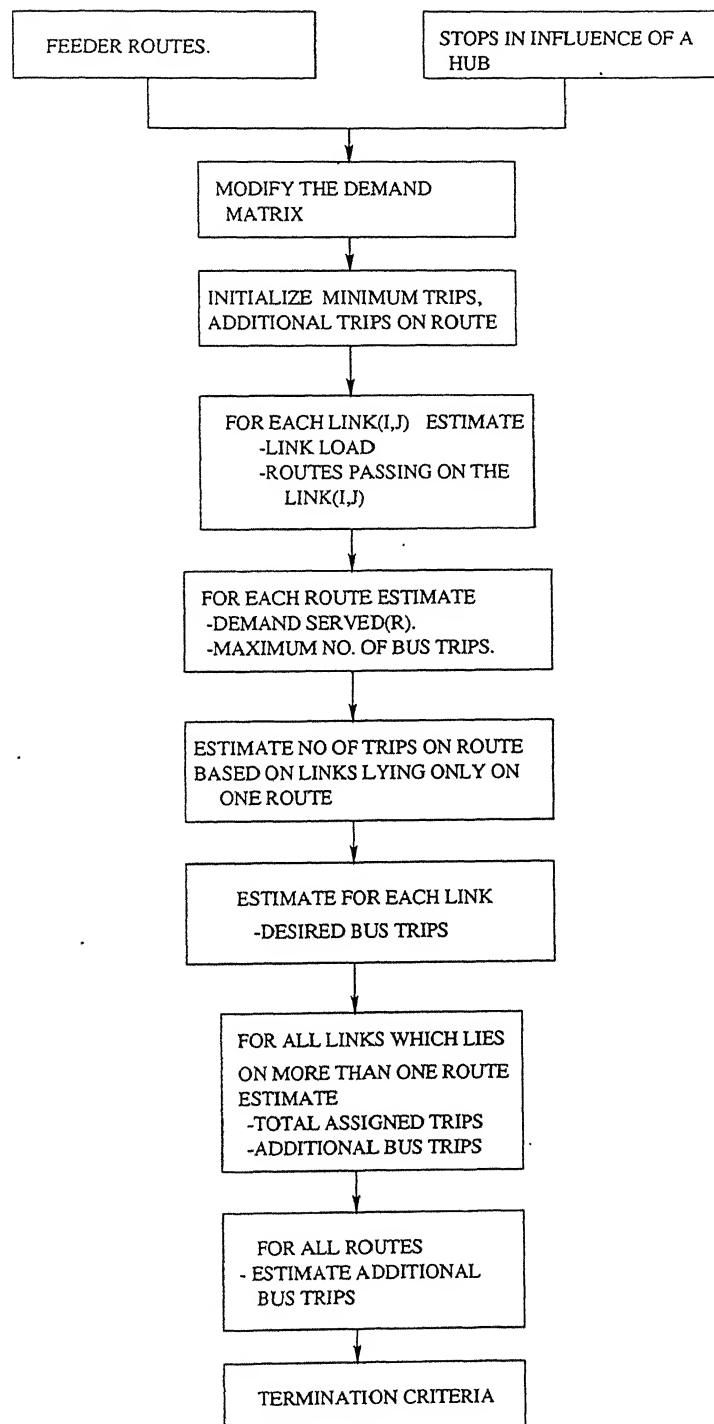 FEEDER ROUTES.
STOPS IN INFLUENCE OF A
HUB
MODIFY THE DEMAND
MATRIX
INITIALIZE MINIMUM TRIPS,
ADDITIONAL TRIPS ON ROUTE
FOR EACH LINK(I,J) ESTIMATE
-LINK LOAD
-ROUTES PASSING ON THE
LINK(I,J)
FOR EACH ROUTE ESTIMATE
-DEMAND SERVED(R).
-MAXIMUM NO. OF BUS TRIPS.
ESTIMATE NO OF TRIPS ON ROUTE
BASED ON LINKS LYING ONLY ON
ONE ROUTE
ESTIMATE FOR EACH LINK
-DESIRED BUS TRIPS
FOR ALL LINKS WHICH LIES
ON MORE THAN ONE ROUTE
ESTIMATE
-TOTAL ASSIGNED TRIPS
-ADDITIONAL BUS TRIPS
FOR ALL ROUTES
- ESTIMATE ADDITIONAL
BUS TRIPS
TERMINATION CRITERIA